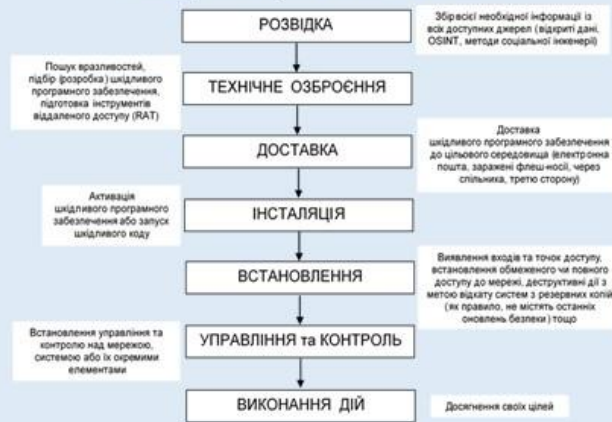 РОЗВІДКА
Збір всієї необхідної інформації із
всіх доступних джерел (відкриті дані,
OSINT, методи соціальної інженерії)
Пошук вразливостей,
підбір (розробка) шкідливого
програмного забезпечення,
підготовка інструментів
віддаленого доступу (RAT)
ТЕХНІЧНЕ ОЗБРОЄННЯ
ДОСТАВКА
Доставка
шкідливого програмного забезпечення
до цільового середовища (електронна
пошта, заражені флеш-носії, через
спільника, третю сторону)
Активація
шкідливого програмного
забезпечення або запуск
шкідливого коду
ІНСТАЛЯЦІЯ
ВСТАНОВЛЕННЯ
Виявлення входів та точок доступу,
встановлення обмеженого чи повного
доступу до мережі, деструктивні дії з
метою відкату систем з резервних копій
(як правило, не містять останніх
оновлень безпеки) тощо
Встановлення управління та
контролю над мережою,
системою або їх окремими
елементами
УПРАВЛІННЯ та КОНТРОЛЬ
ВИКОНАННЯ ДІЙ
Досягнення своїх цілей